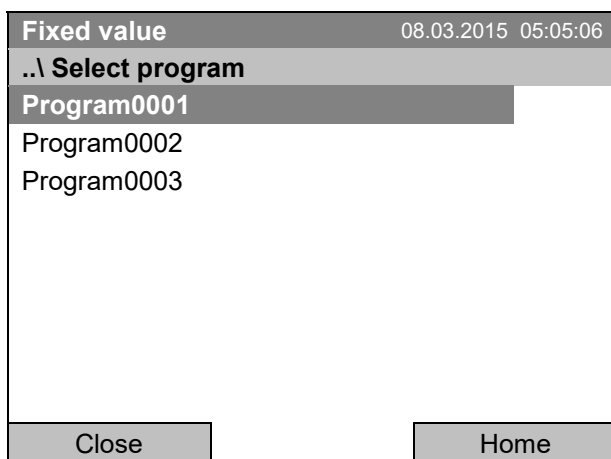 Fixed value 08.03.2015 05:05:06
..\ Select program
Program0001
Program0002
Program0003
Close Home